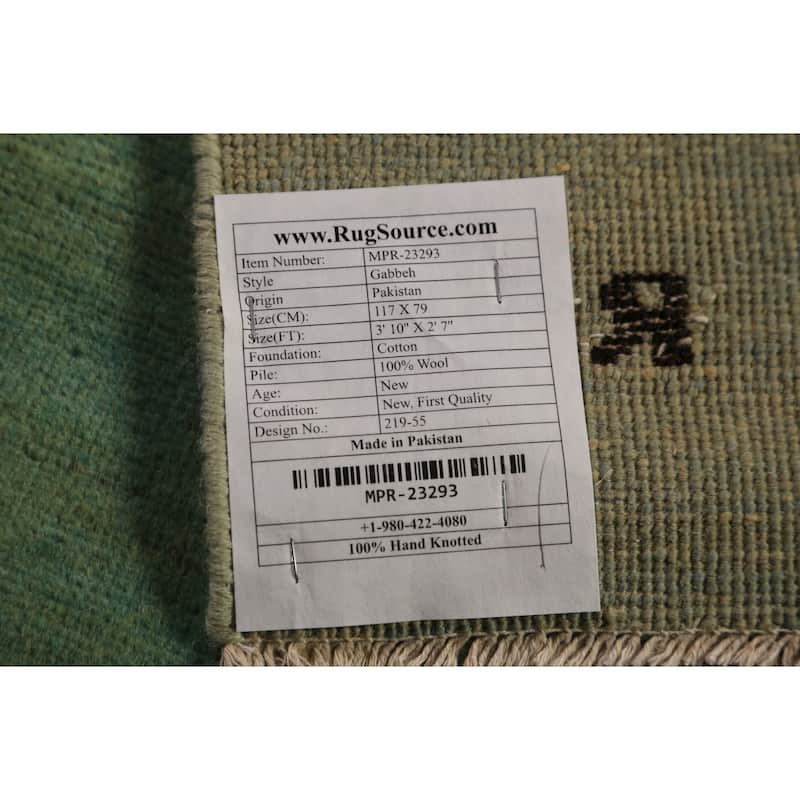 www.RugSource.com
Item Number: MPR-23293
Style Gabbeh
Origin Pakistan
Size(CM): 117 X 79
Size(FT): 3' 10" X 2' 7"
Foundation: Cotton
Pile: 100% Wool
Age: New
Condition: New, First Quality
Design No.: 219-55
Made in Pakistan
MPR-23293
+1-980-422-4080
100% Hand Knotted